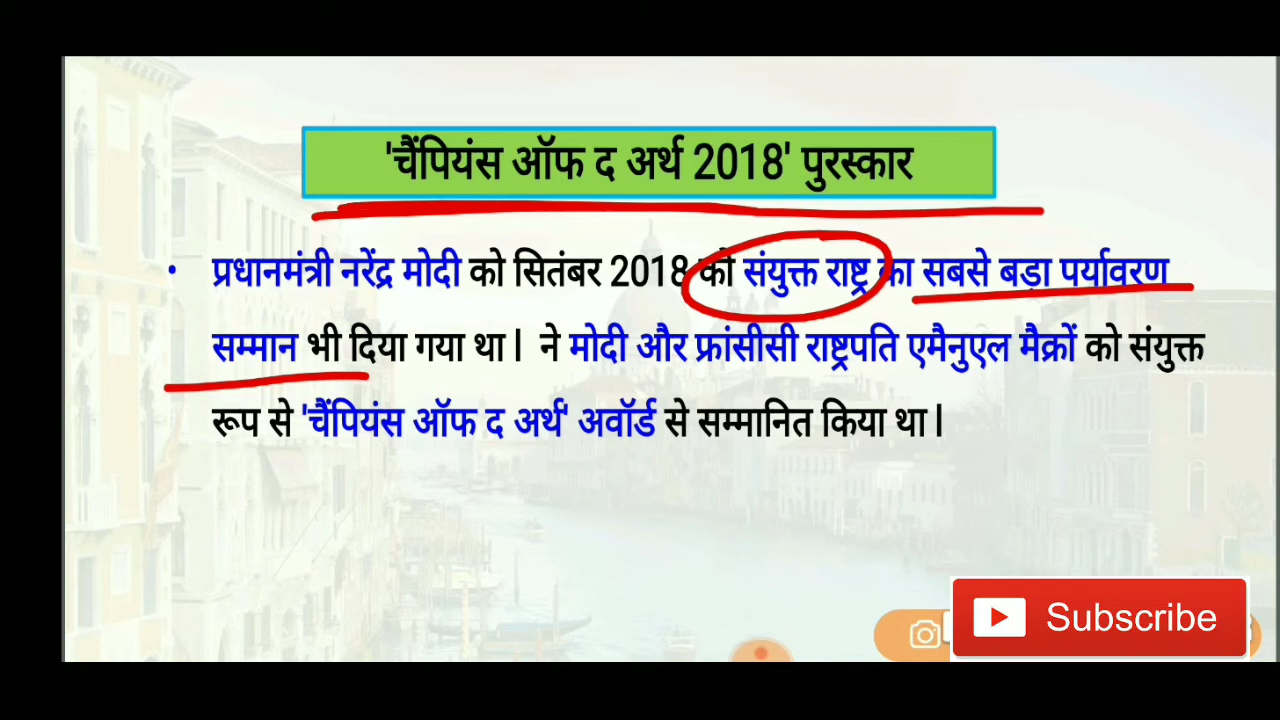 'चैंपियंस ऑफ द अर्थ 2018' पुरस्कार
• प्रधानमंत्री नरेंद्र मोदी को सितंबर 2018 को संयुक्त राष्ट्र का सबसे बड़ा पर्यावरण
सम्मान भी दिया गया था। ने मोदी और फ्रांसीसी राष्ट्रपति एमैनुएल मैक्रों को संयुक्त
रूप से 'चैंपियंस ऑफ द अर्थ' अवॉर्ड से सम्मानित किया था।
Subscribe